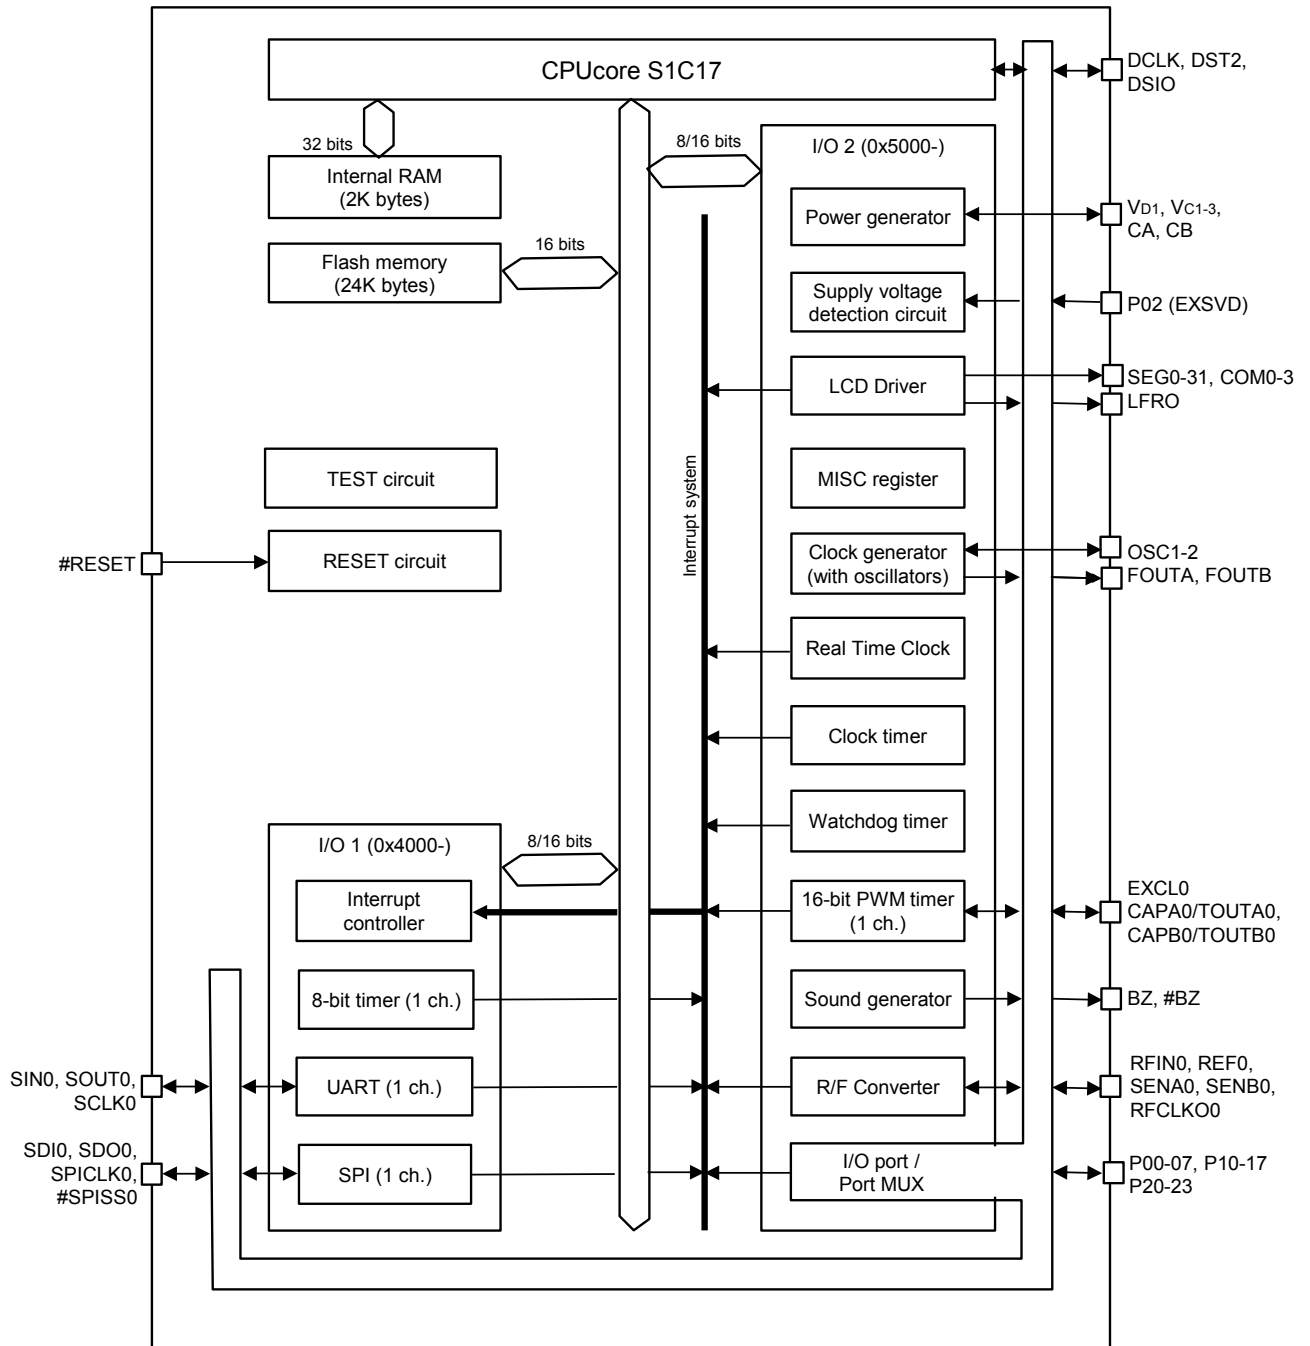 CPUcore S1C17
DCLK, DST2,
DSIO
32 bits
8/16 bits
I/O 2 (0x5000-)
Internal RAM
(2K bytes)
Power generator
VD1, VC1-3,
CA, CB
16 bits
Flash memory
(24K bytes)
Supply voltage
detection circuit
P02 (EXSVD)
LCD Driver
SEG0-31, COM0-3
LFRO
Interrupt system
TEST circuit
MISC register
#RESET
RESET circuit
Clock generator
(with oscillators)
OSC1-2
FOUTA, FOUTB
Real Time Clock
Clock timer
Watchdog timer
I/O 1 (0x4000-)
8/16 bits
Interrupt
controller
16-bit PWM timer
(1 ch.)
EXCL0
CAPA0/TOUTA0,
CAPB0/TOUTB0
8-bit timer (1 ch.)
Sound generator
BZ, #BZ
SIN0, SOUT0,
SCLK0
UART (1 ch.)
R/F Converter
RFIN0, REF0,
SENA0, SENB0,
RFCLKO0
SDI0, SDO0,
SPICLK0,
#SPISS0
SPI (1 ch.)
I/O port /
Port MUX
P00-07, P10-17
P20-23